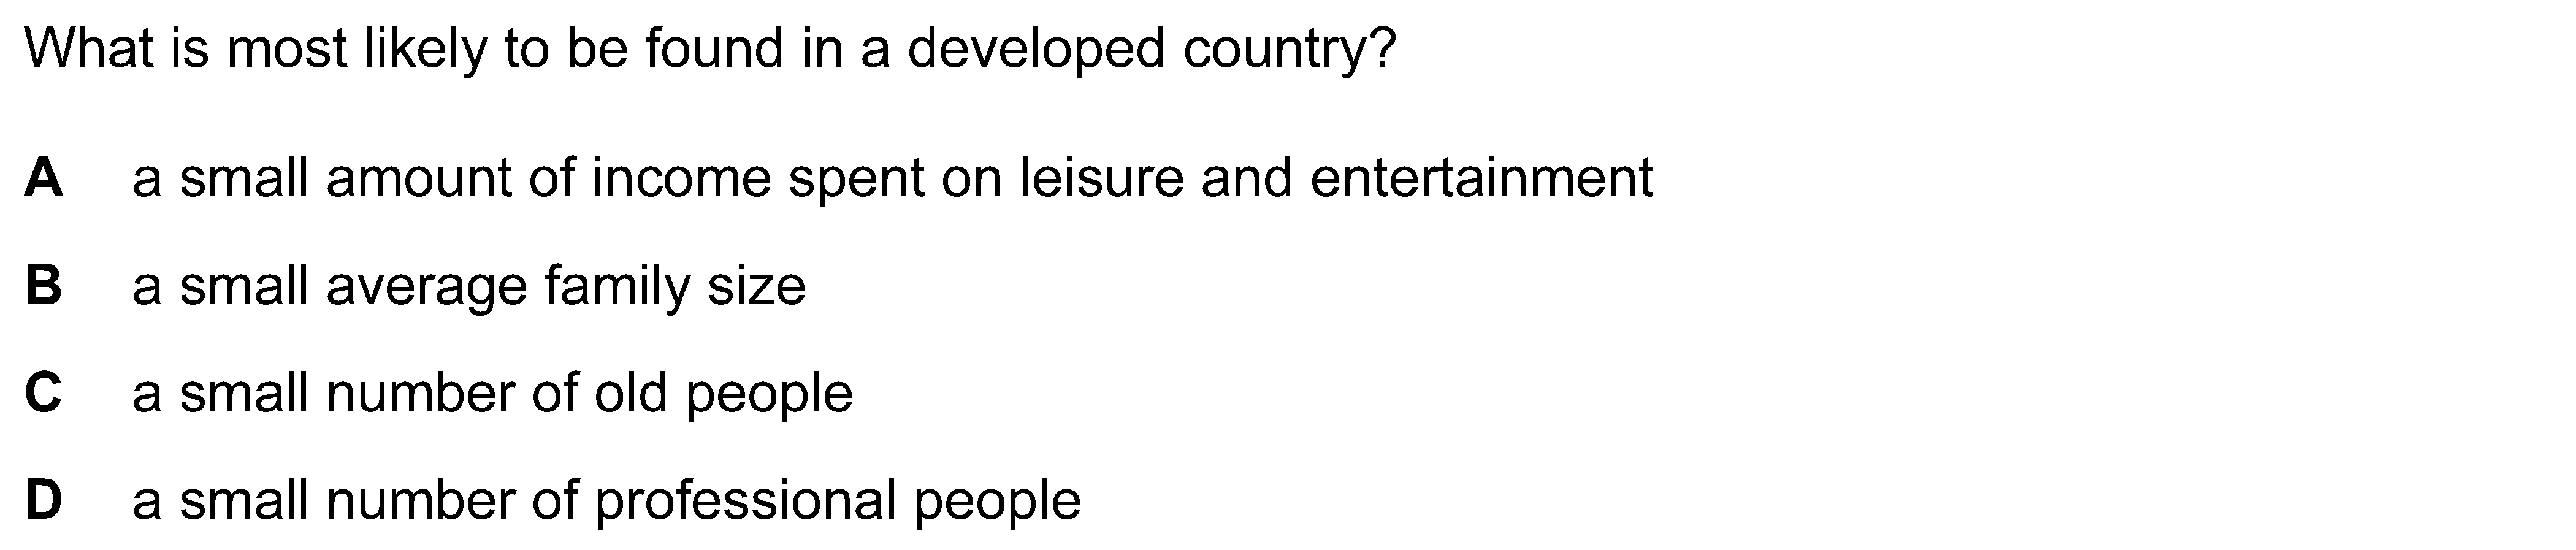 What is most likely to be found in a developed country?
A a small amount of income spent on leisure and entertainment
B a small average family size
C a small number of old people
D a small number of professional people